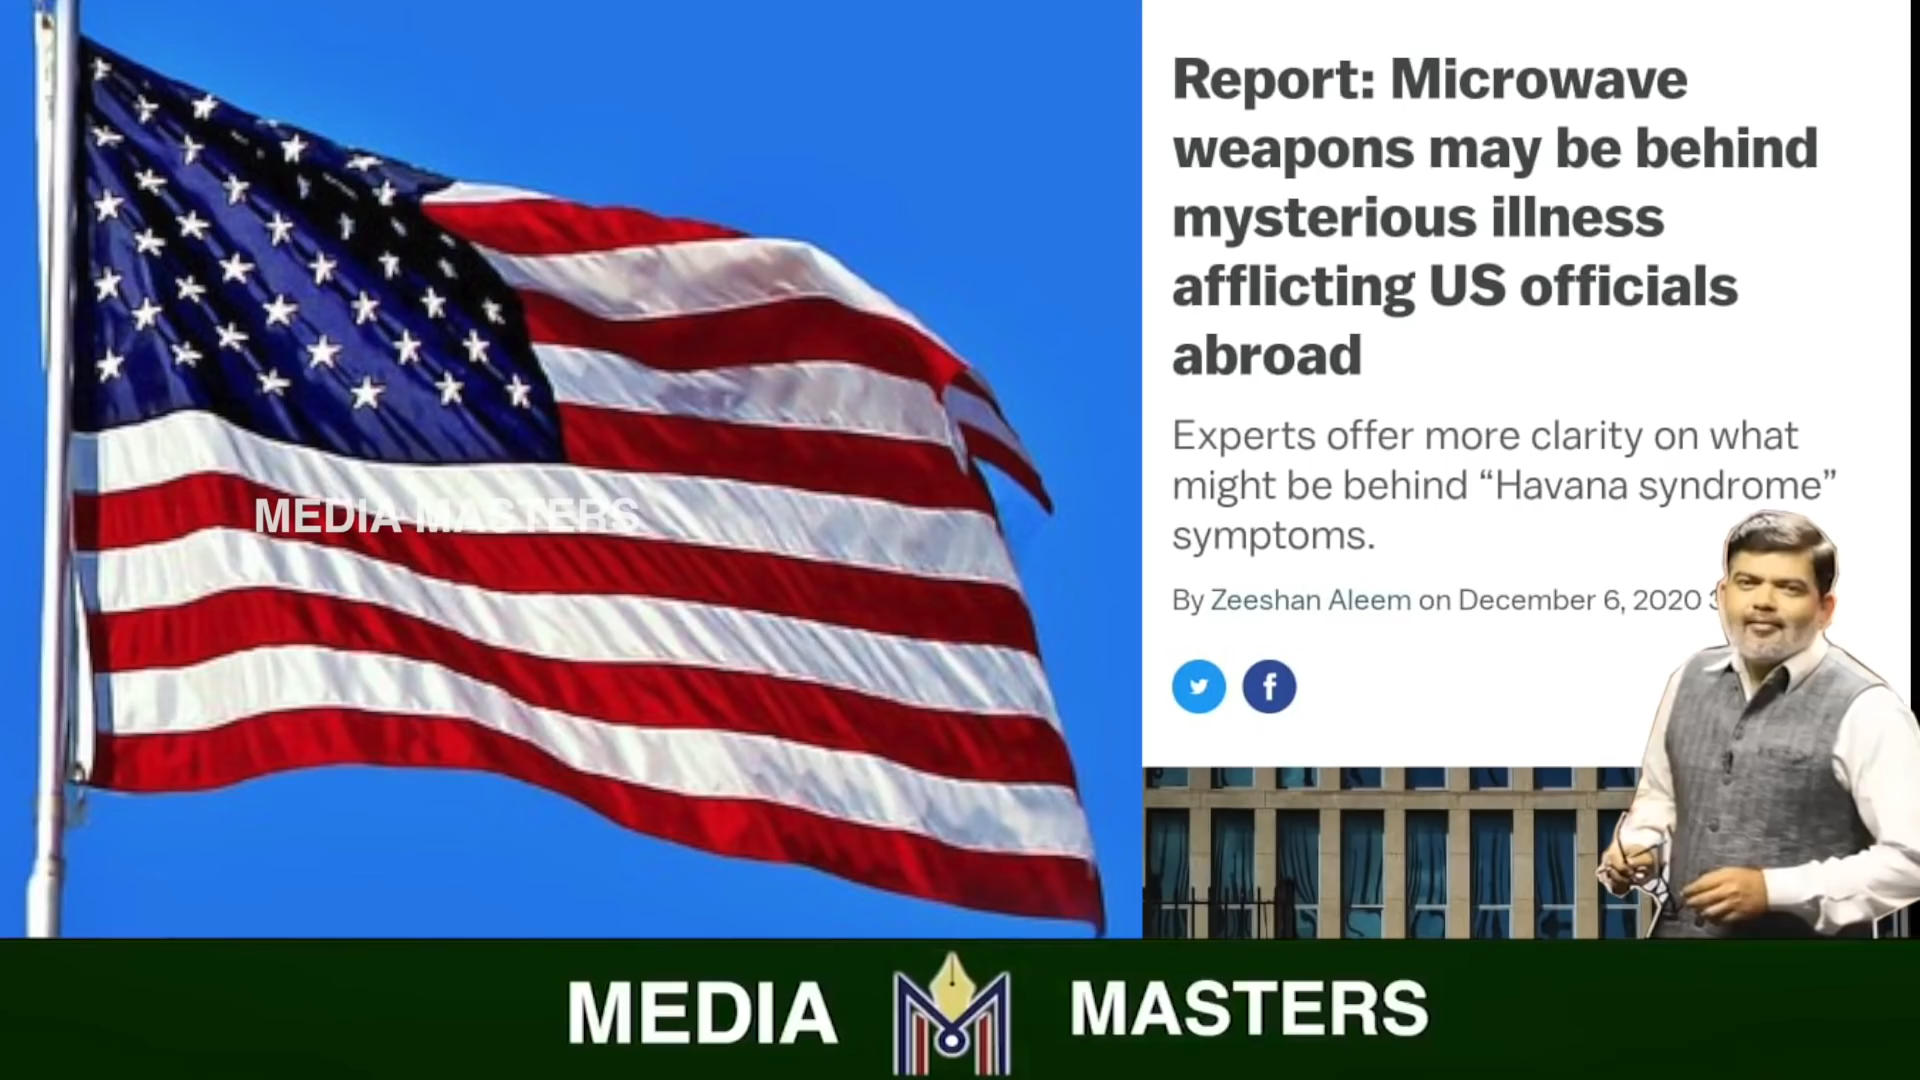 Report: Microwave
weapons may be behind
mysterious illness
afflicting US officials
abroad
Experts offer more clarity on what
might be behind “Havana syndrome”
symptoms.
By Zeeshan Aleem on December 6, 2020
MEDIA MASTERS
MEDIA MASTERS